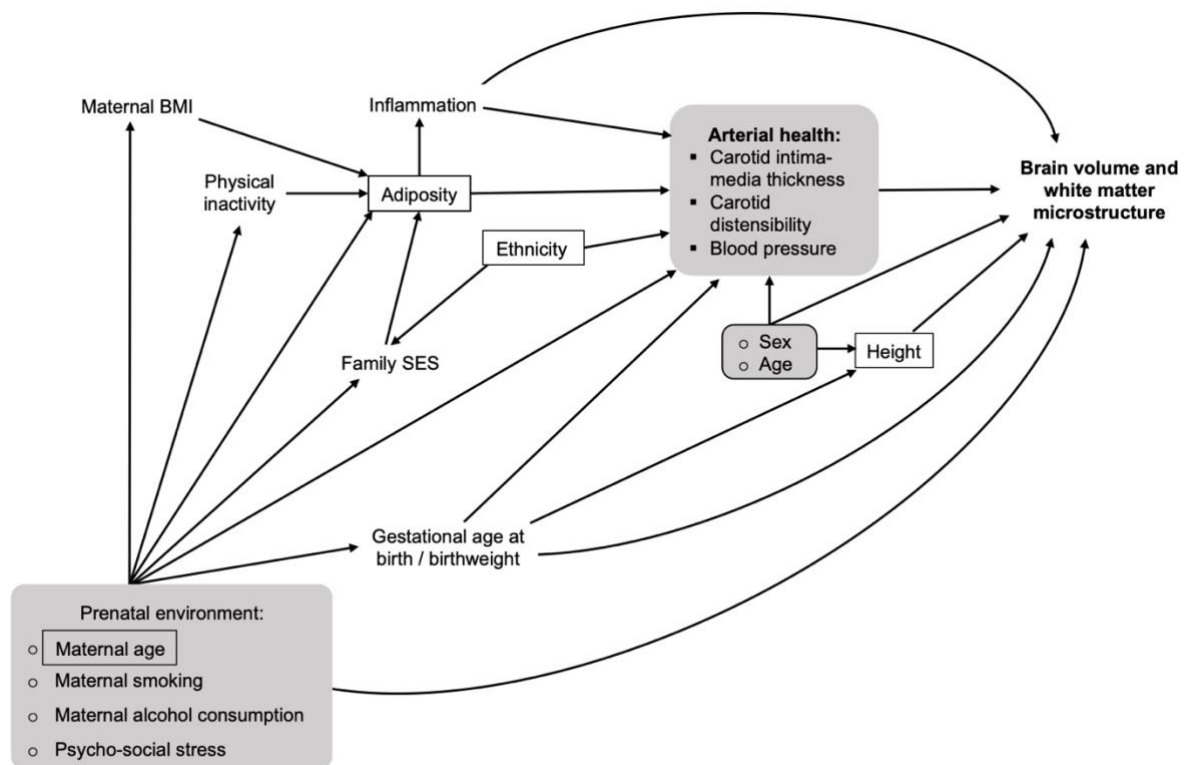 Maternal BMI
Inflammation
Physical
inactivity
Adiposity
Ethnicity
Family SES
Arterial health:
▪ Carotid intima-
media thickness
▪ Carotid
distensibility
▪ Blood pressure
Brain volume and
white matter
microstructure
○ Sex
○ Age
Height
Gestational age at
birth / birthweight
Prenatal environment:
○ Maternal age
○ Maternal smoking
○ Maternal alcohol consumption
○ Psycho-social stress